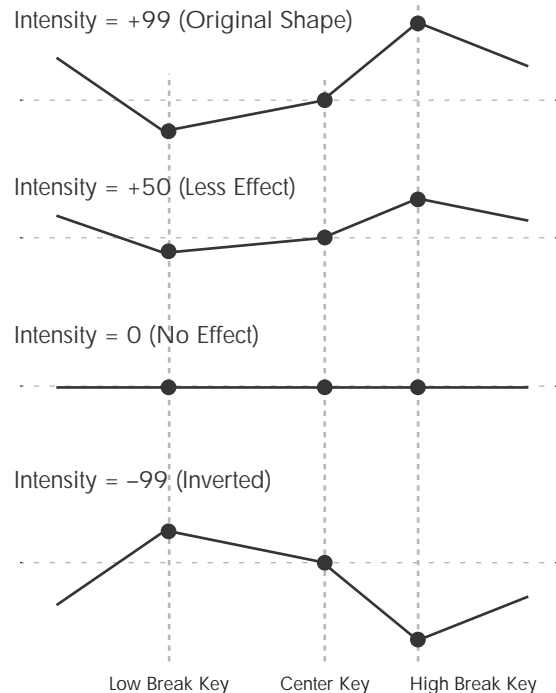 Intensity = +99 (Original Shape)
Intensity = +50 (Less Effect)
Intensity = 0 (No Effect)
Intensity = –99 (Inverted)
Low Break Key Center Key High Break Key